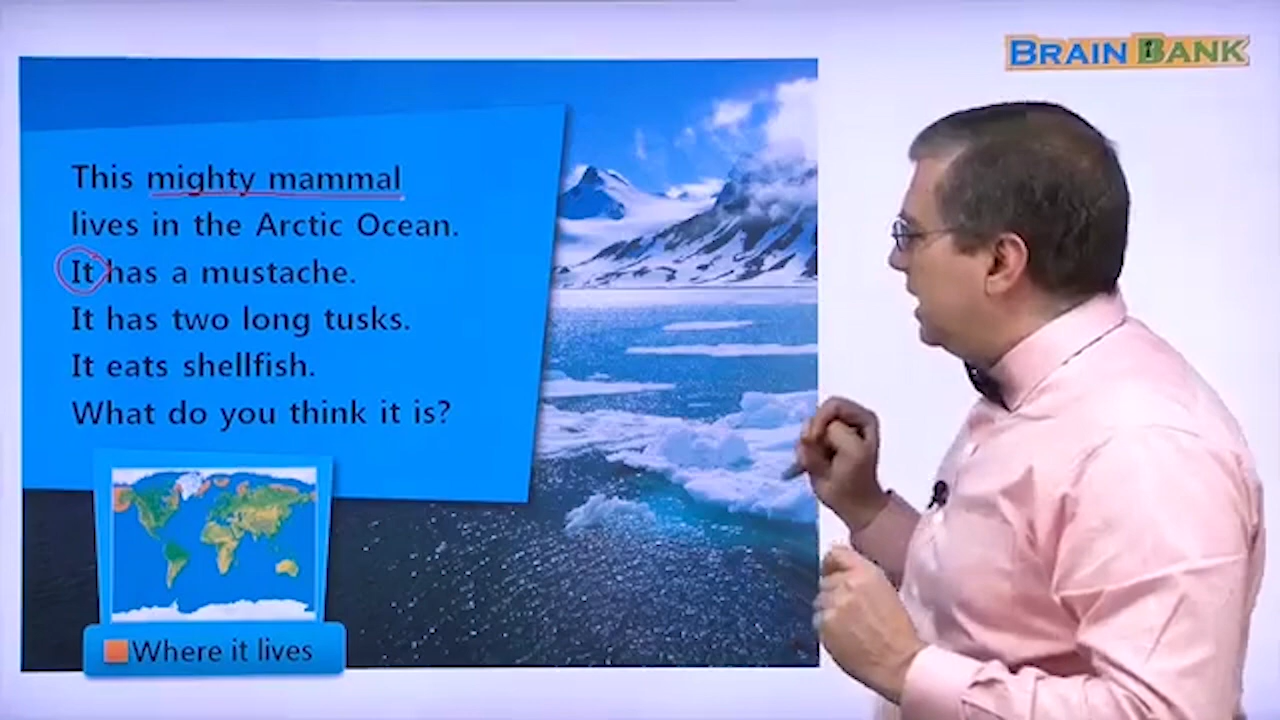 BRAIN BANK
This mighty mammal
lives in the Arctic Ocean.
It has a mustache.
It has two long tusks.
It eats shellfish.
What do you think it is?
Where it lives